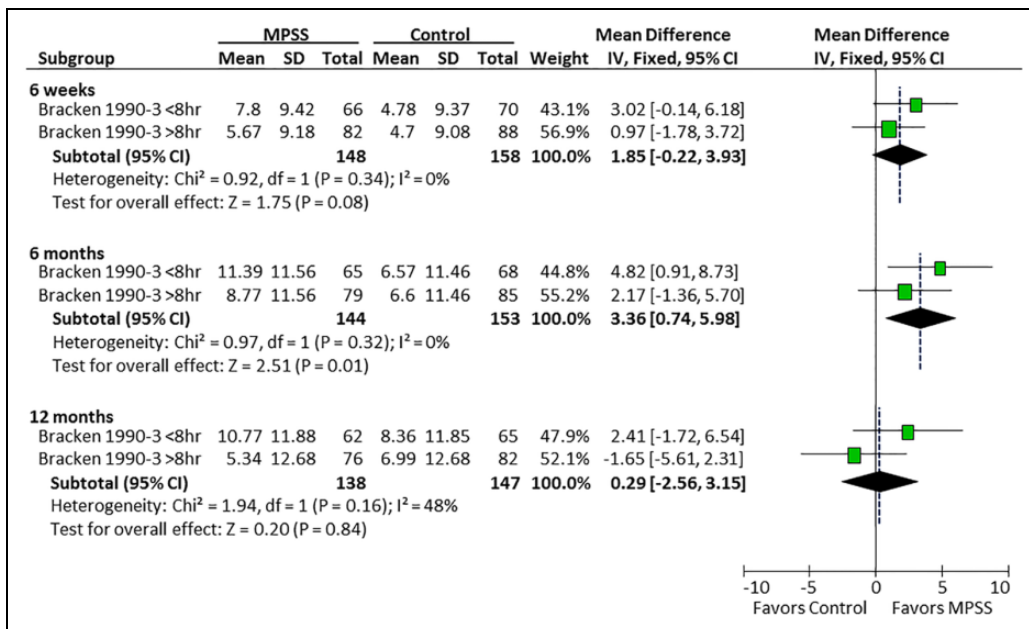 MPSS Control Mean Difference Mean Difference
Subgroup Mean SD Total Mean SD Total Weight IV, Fixed, 95% CI IV, Fixed, 95% CI
6 weeks
Bracken 1990-3 <8hr 7.8 9.42 66 4.78 9.37 70 43.1% 3.02 [-0.14, 6.18]
Bracken 1990-3 >8hr 5.67 9.18 82 4.7 9.08 88 56.9% 0.97 [-1.78, 3.72]
Subtotal (95% CI) 148 158 100.0% 1.85 [-0.22, 3.93]
Heterogeneity: Chi² = 0.92, df = 1 (P = 0.34); I² = 0%
Test for overall effect: Z = 1.75 (P = 0.08)
6 months
Bracken 1990-3 <8hr 11.39 11.56 65 6.57 11.46 68 44.8% 4.82 [0.91, 8.73]
Bracken 1990-3 >8hr 8.77 11.56 79 6.6 11.46 85 55.2% 2.17 [-1.36, 5.70]
Subtotal (95% CI) 144 153 100.0% 3.36 [0.74, 5.98]
Heterogeneity: Chi² = 0.97, df = 1 (P = 0.32); I² = 0%
Test for overall effect: Z = 2.51 (P = 0.01)
12 months
Bracken 1990-3 <8hr 10.77 11.88 62 8.36 11.85 65 47.9% 2.41 [-1.72, 6.54]
Bracken 1990-3 >8hr 5.34 12.68 76 6.99 12.68 82 52.1% -1.65 [-5.61, 2.31]
Subtotal (95% CI) 138 147 100.0% 0.29 [-2.56, 3.15]
Heterogeneity: Chi² = 1.94, df = 1 (P = 0.16); I² = 48%
Test for overall effect: Z = 0.20 (P = 0.84)
-10 -5 0 5 10
Favors Control Favors MPSS